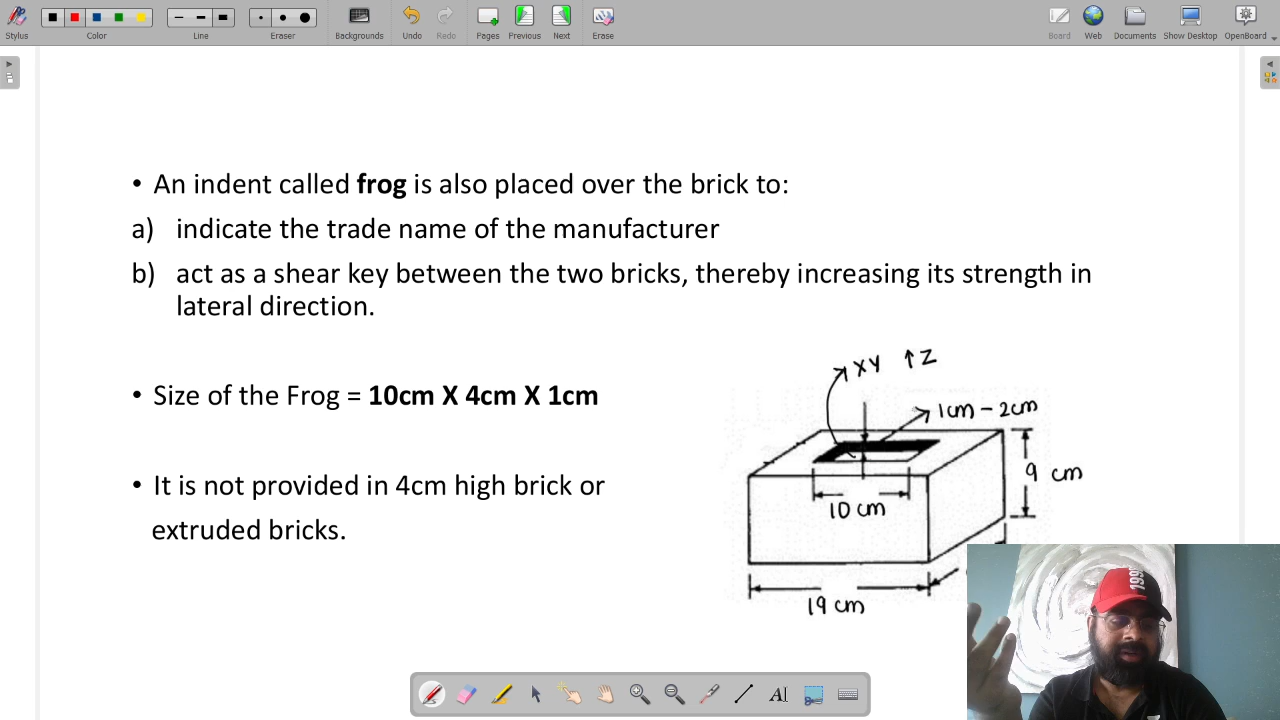 Stylus
Color
Line
Eraser
Backgrounds
Undo
Redo
Pages
Previous
Next
Erase
Board
Web
Documents
Show Desktop
OpenBoard
• An indent called frog is also placed over the brick to:
a) indicate the trade name of the manufacturer
b) act as a shear key between the two bricks, thereby increasing its strength in
lateral direction.
• Size of the Frog = 10cm X 4cm X 1cm
• It is not provided in 4cm high brick or
extruded bricks.
XY ↑Z
1cm – 2cm
9 cm
10 cm
19 cm
AI